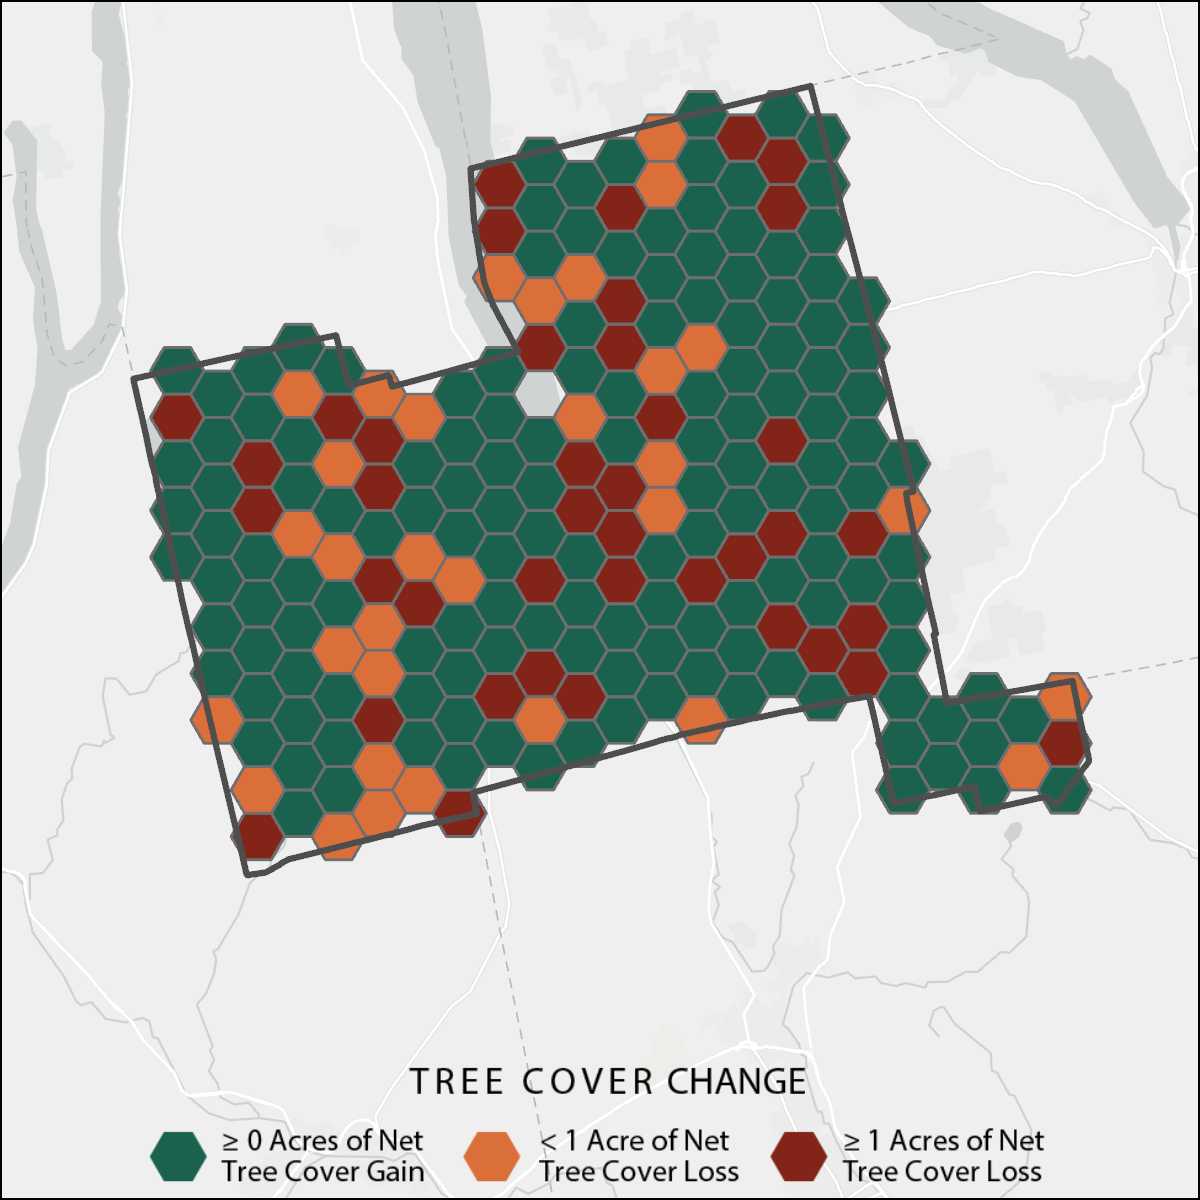 TREE COVER CHANGE
≥ 0 Acres of Net
Tree Cover Gain
< 1 Acre of Net
Tree Cover Loss
≥ 1 Acres of Net
Tree Cover Loss